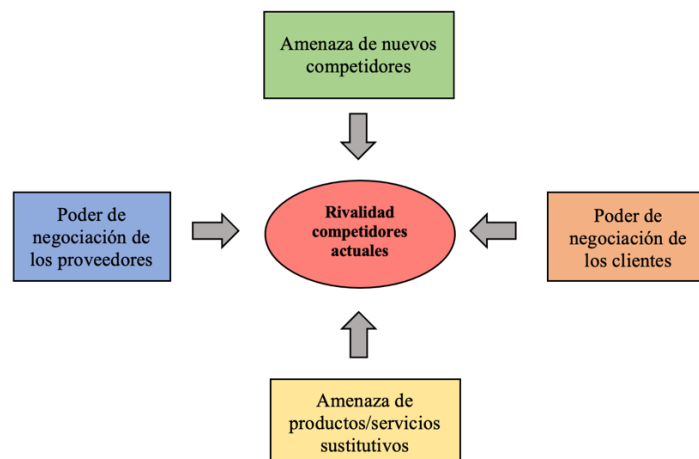 Amenaza de nuevos
competidores
Poder de
negociación de
los proveedores
Rivalidad
competidores
actuales
Poder de
negociación de
los clientes
Amenaza de
productos/servicios
sustitutivos